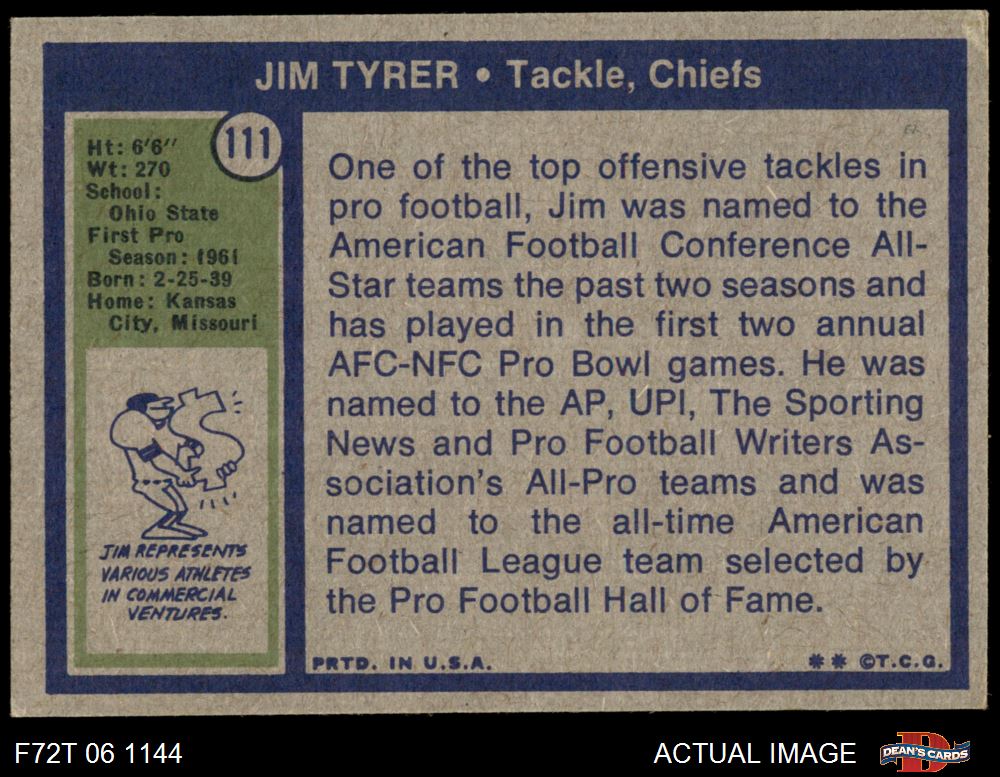 JIM TYRER • Tackle, Chiefs
111
Ht: 6'6"
Wt: 270
School:
Ohio State
First Pro
Season: 1961
Born: 2-25-39
Home: Kansas
City, Missouri
JIM REPRESENTS
VARIOUS ATHLETES
IN COMMERCIAL
VENTURES.
One of the top offensive tackles in
pro football, Jim was named to the
American Football Conference All-
Star teams the past two seasons and
has played in the first two annual
AFC-NFC Pro Bowl games. He was
named to the AP, UPI, The Sporting
News and Pro Football Writers As-
sociation's All-Pro teams and was
named to the all-time American
Football League team selected by
the Pro Football Hall of Fame.
PRTD. IN U.S.A.
** ©T.C.G.
F72T 06 1144
ACTUAL IMAGE
DEAN'S CARDS